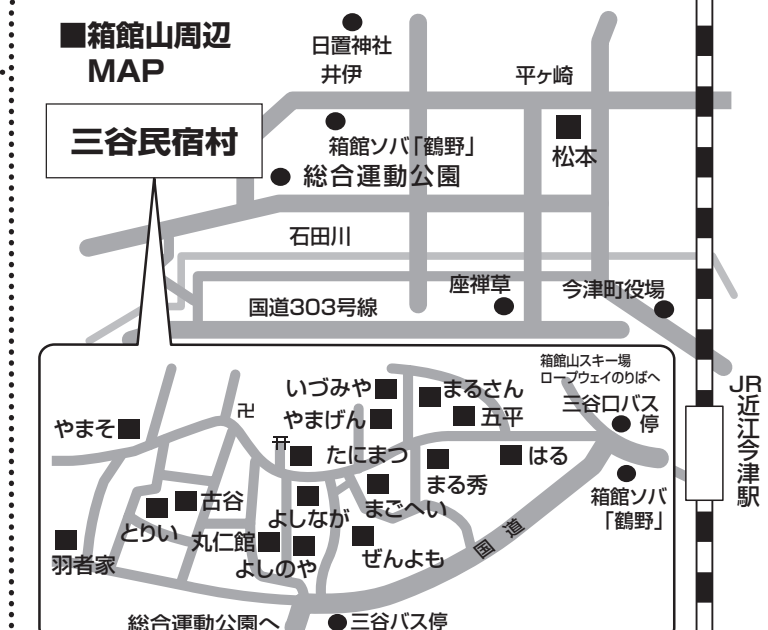 ■箱館山周辺
MAP
日置神社
井伊
平ヶ崎
三谷民宿村
箱館ソバ「鶴野」
松本
総合運動公園
石田川
座禅草
今津町役場
国道303号線
JR近江今津駅
箱館山スキー場
ロープウェイのりばへ
いづみや
まるさん
三谷口バス
停
やまげん
五平
やまそ
卍
たにまつ
はる
まる秀
箱館ソバ
「鶴野」
古谷
まごへい
よしなが
とりい
丸仁館
ぜんよも
国道
羽者家
よしのや
総合運動公園へ
三谷バス停